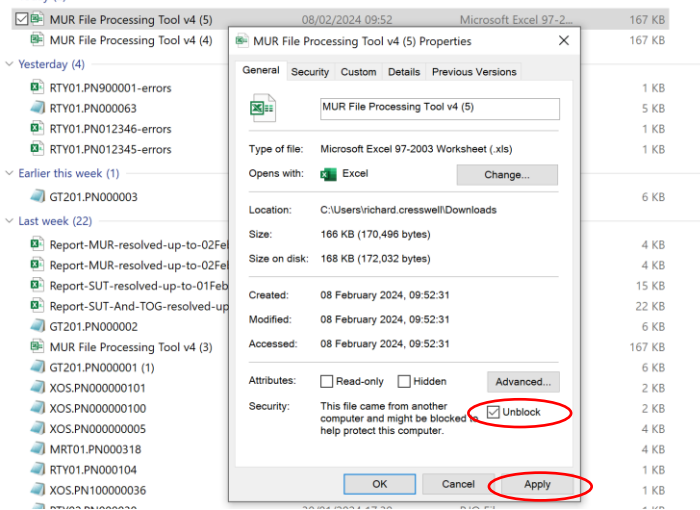 MUR File Processing Tool v4 (5) 08/02/2024 09:52 Microsoft Excel 97-2... 167 KB
MUR File Processing Tool v4 (4) 167 KB
Yesterday (4)
RTY01.PN900001-errors 1 KB
RTY01.PN000063 5 KB
RTY01.PN012346-errors 1 KB
RTY01.PN012345-errors 1 KB
Earlier this week (1)
GT201.PN000003 6 KB
Last week (22)
Report-MUR-resolved-up-to-02Fe 4 KB
Report-MUR-resolved-up-to-02Fe 4 KB
Report-SUT-resolved-up-to-01Feb 15 KB
Report-SUT-And-TOG-resolved-up 22 KB
GT201.PN000002 6 KB
MUR File Processing Tool v4 (3) 167 KB
GT201.PN000001 (1) 6 KB
XOS.PN000000101 2 KB
XOS.PN000000100 2 KB
XOS.PN000000005 4 KB
MRT01.PN000318 4 KB
RTY01.PN000104 1 KB
XOS.PN100000036 1 KB
MUR File Processing Tool v4 (5) Properties
General Security Custom Details Previous Versions
MUR File Processing Tool v4 (5)
Type of file: Microsoft Excel 97-2003 Worksheet (.xls)
Opens with: Excel Change...
Location: C:\Users\richard.cresswell\Downloads
Size: 166 KB (170,496 bytes)
Size on disk: 168 KB (172,032 bytes)
Created: 08 February 2024, 09:52:31
Modified: 08 February 2024, 09:52:31
Accessed: 08 February 2024, 09:52:31
Attributes: Read-only Hidden Advanced...
Security: This file came from another
computer and might be blocked to
help protect this computer.
Unblock
OK Cancel Apply